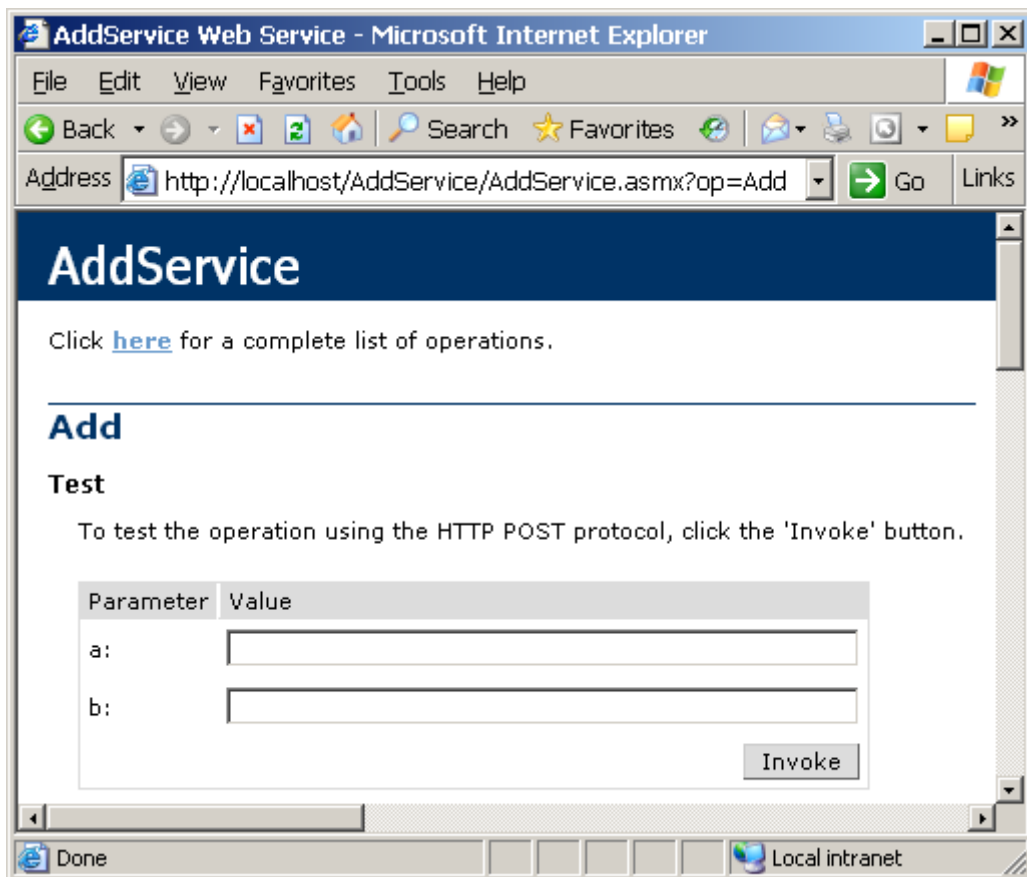 AddService Web Service - Microsoft Internet Explorer
File Edit View Favorites Tools Help
Back Search Favorites »
Address http://localhost/AddService/AddService.asmx?op=Add Go Links
AddService
Click here for a complete list of operations.
Add
Test
To test the operation using the HTTP POST protocol, click the 'Invoke' button.
Parameter Value
a:
b:
Invoke
Done Local intranet